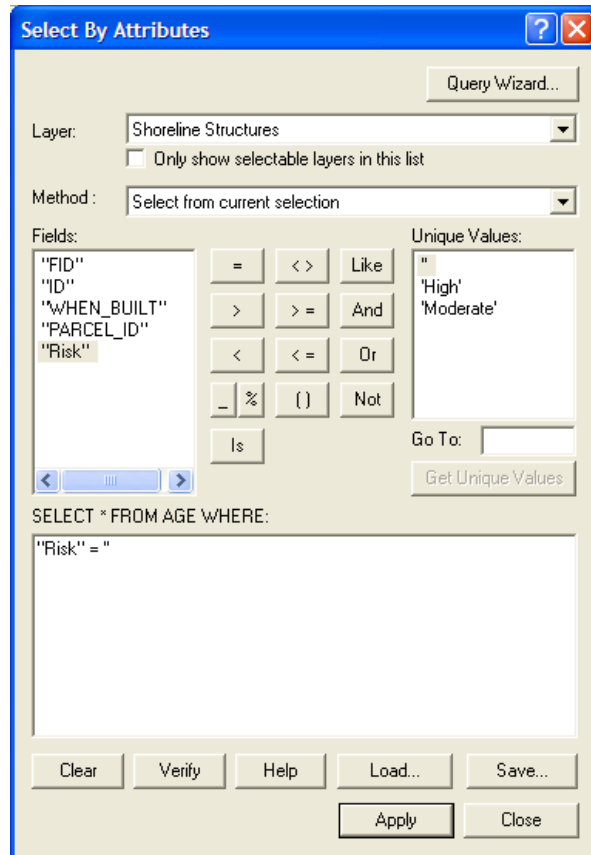 Select By Attributes
Query Wizard...
Layer: Shoreline Structures
Only show selectable layers in this list
Method : Select from current selection
Fields:
Unique Values:
"FID"
"ID"
"WHEN_BUILT"
"PARCEL_ID"
"Risk"
= < > Like
> > = And
< < = Or
_ % ( ) Not
Is
''
'High'
'Moderate'
Go To:
Get Unique Values
SELECT * FROM AGE WHERE:
"Risk" = ''
Clear Verify Help Load... Save...
Apply Close